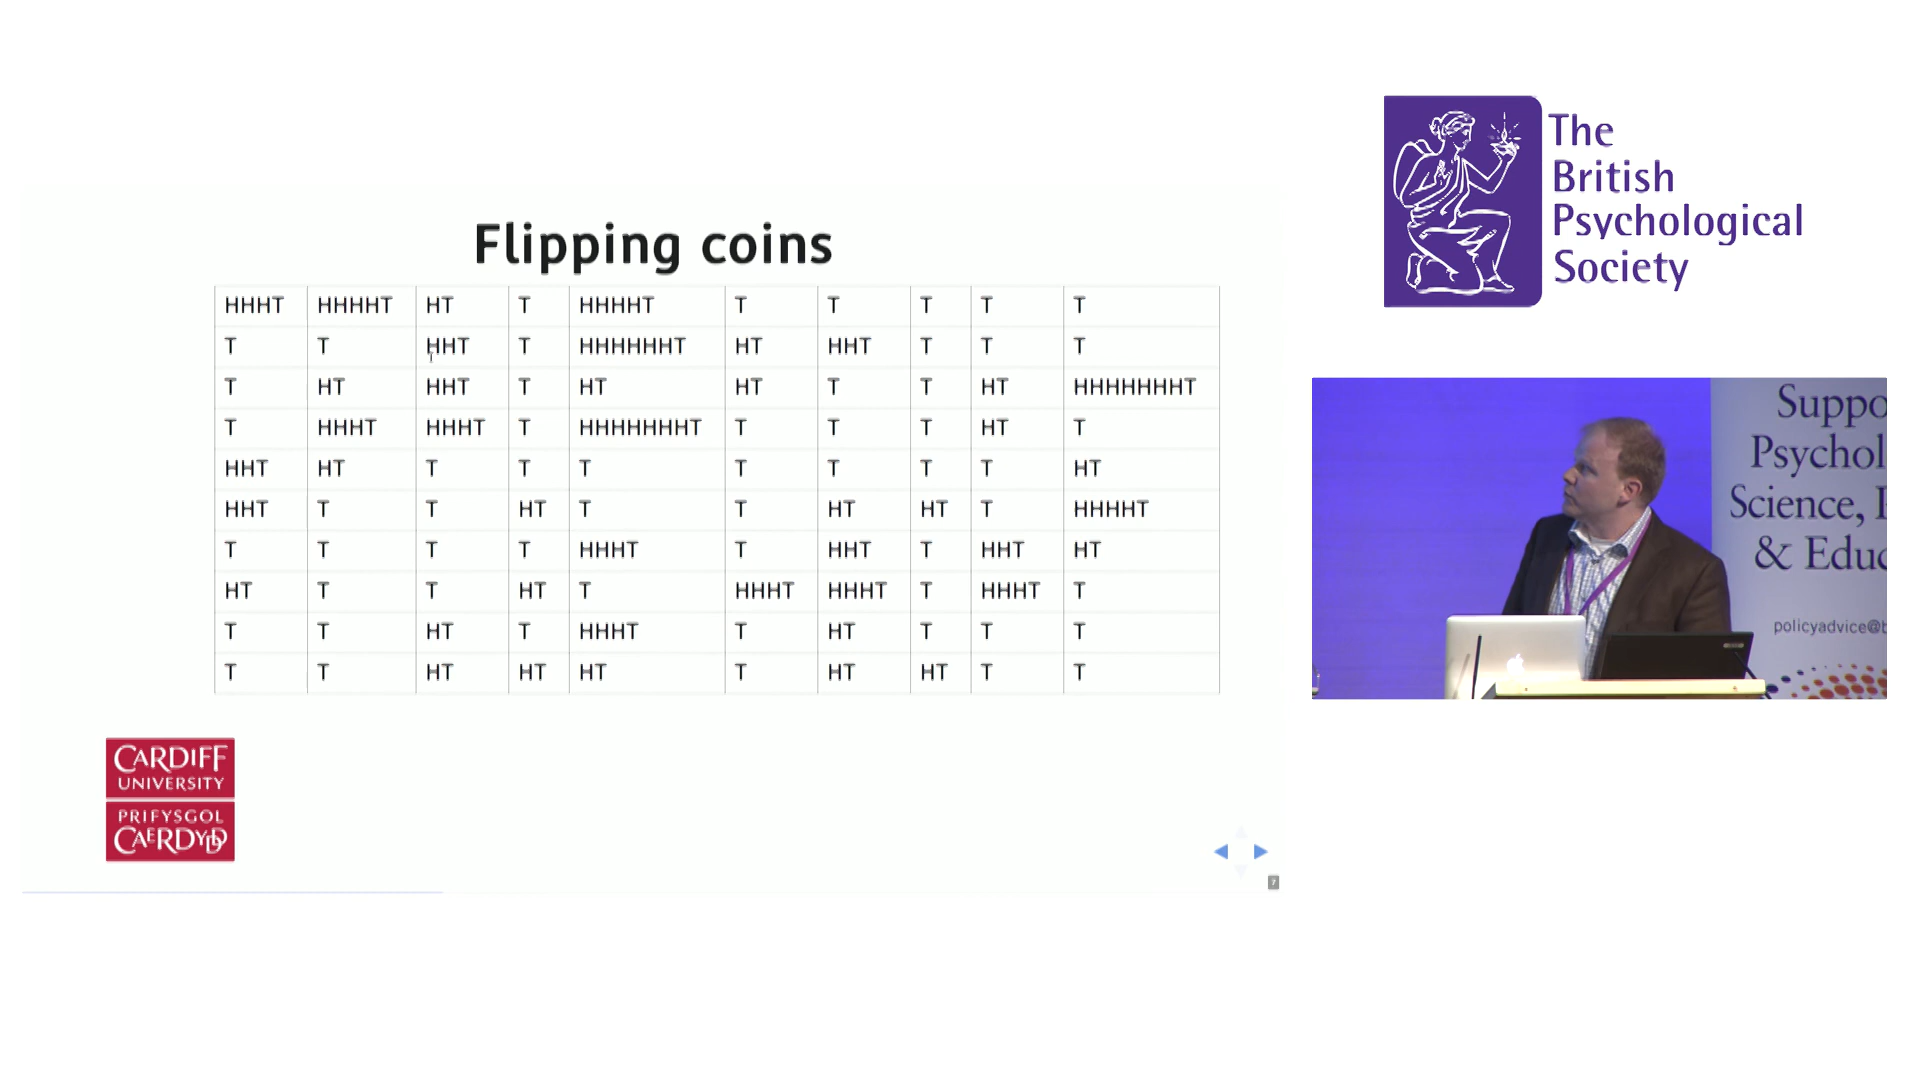 Flipping coins
HHHT HHHHT HT T HHHHT T T T T T
T T HHT T HHHHHHT HT HHT T T T
T HT HHT T HT HT T T HT HHHHHHHT
T HHHT HHHT T HHHHHHHT T T T HT T
HHT HT T T T T T T T HT
HHT T T HT T T HT HT T HHHHT
T T T T HHHT T HHT T HHT HT
HT T T HT T HHHT HHHT T HHHT T
T T HT T HHHT T HT T T T
T T HT HT HT T HT HT T T
CARDIFF
UNIVERSITY
PRIFYSGOL
CAERDYDD
7
The
British
Psychological
Society
Suppo
Psychol
Science,
& Educ
policyadvice@b